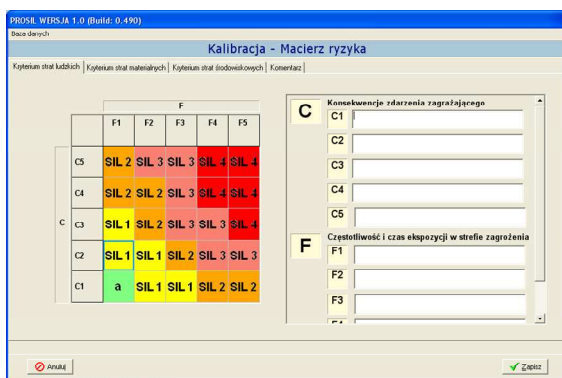 PROSIL WERSJA 1.0 (Build: 0.490)
Baza danych
Kalibracja - Macierz ryzyka
Kryterium strat ludzkich Kryterium strat materialnych Kryterium strat środowiskowych Komentarz
F
F1 F2 F3 F4 F5
C5 SIL 2 SIL 3 SIL 3 SIL 4 SIL 4
C4 SIL 2 SIL 2 SIL 3 SIL 4 SIL 4
C C3 SIL 1 SIL 2 SIL 3 SIL 3 SIL 4
C2 SIL 1 SIL 1 SIL 2 SIL 3 SIL 3
C1 a SIL 1 SIL 1 SIL 2 SIL 2
C Konsekwencje zdarzenia zagrażającego
C1
C2
C3
C4
C5
F Częstotliwość i czas ekspozycji w strefie zagrożenia
F1
F2
F3
F4
Anuluj Zapisz